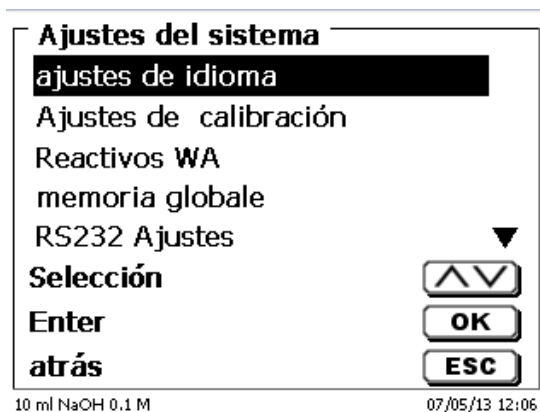 Ajustes del sistema
ajustes de idioma
Ajustes de  calibración
Reactivos WA
memoria globale
RS232 Ajustes
Selección
Enter OK
atrás ESC
10 ml NaOH 0.1 M 07/05/13 12:06